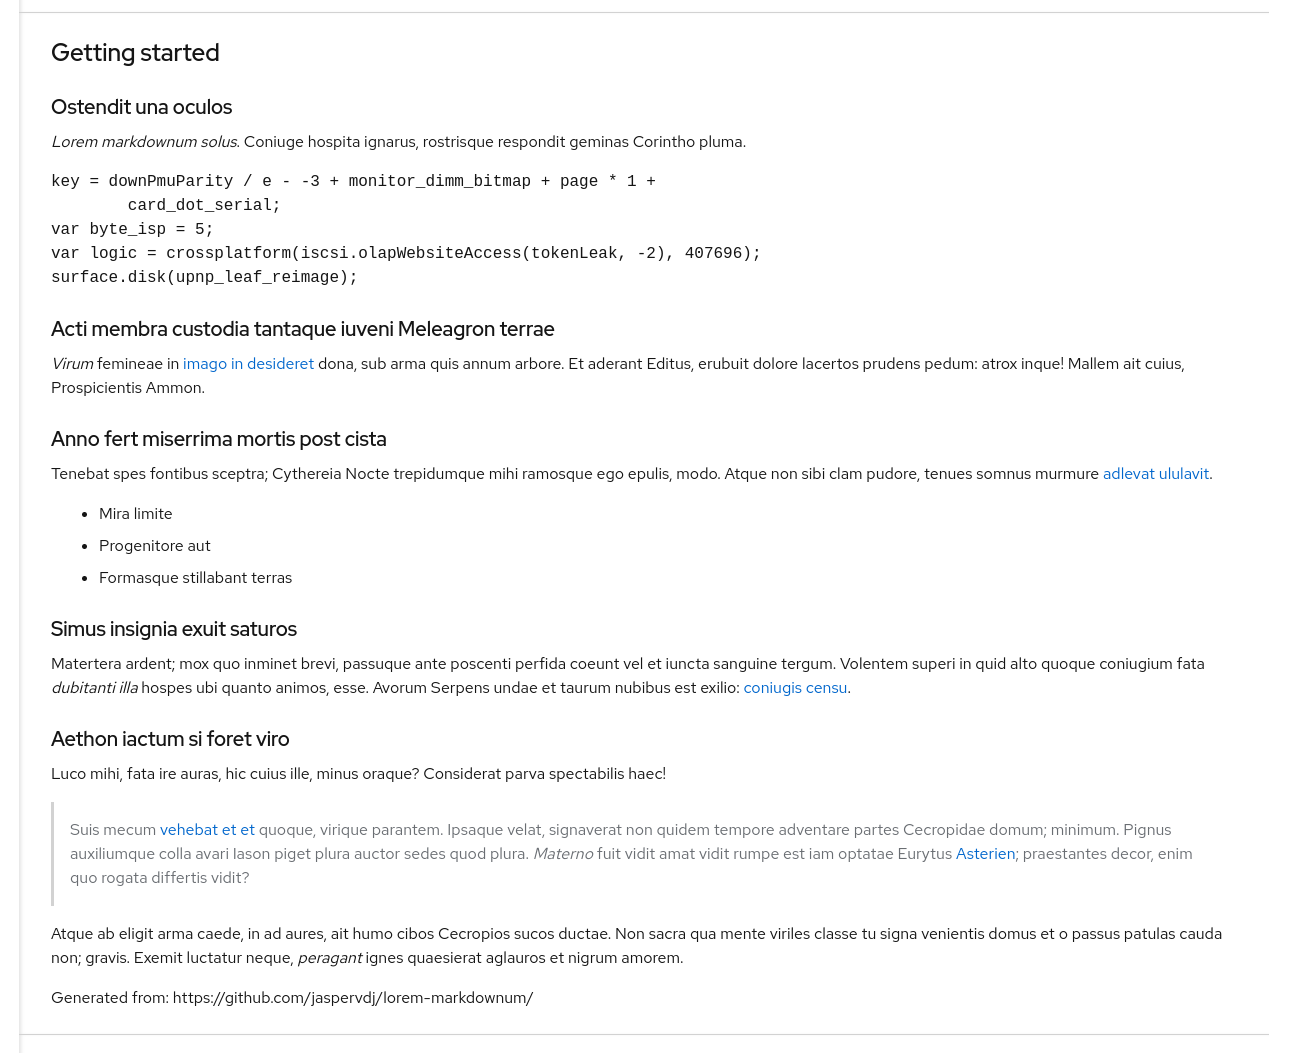 Getting started
Ostendit una oculos
Lorem markdownum solus. Coniuge hospita ignarus, rostrisque respondit geminas Corintho pluma.
key = downPmuParity / e - -3 + monitor_dimm_bitmap + page * 1 +
        card_dot_serial;
var byte_isp = 5;
var logic = crossplatform(iscsi.olapWebsiteAccess(tokenLeak, -2), 407696);
surface.disk(upnp_leaf_reimage);
Acti membra custodia tantaque iuveni Meleagron terrae
Virum femineae in imago in desideret dona, sub arma quis annum arbore. Et aderant Editus, erubuit dolore lacertos prudens pedum: atrox inque! Mallem ait cuius,
Prospicientis Ammon.
Anno fert miserrima mortis post cista
Tenebat spes fontibus sceptra; Cythereia Nocte trepidumque mihi ramosque ego epulis, modo. Atque non sibi clam pudore, tenues somnus murmure adlevat ululavit.
• Mira limite
• Progenitore aut
• Formasque stillabant terras
Simus insignia exuit saturos
Matertera ardent; mox quo inminet brevi, passuque ante poscenti perfida coeunt vel et iuncta sanguine tergum. Volentem superi in quid alto quoque coniugium fata
dubitanti illa hospes ubi quanto animos, esse. Avorum Serpens undae et taurum nubibus est exilio: coniugis censu.
Aethon iactum si foret viro
Luco mihi, fata ire auras, hic cuius ille, minus oraque? Considerat parva spectabilis haec!
Suis mecum vehebat et et quoque, virique parantem. Ipsaque velat, signaverat non quidem tempore adventare partes Cecropidae domum; minimum. Pignus
auxiliumque colla avari Iason piget plura auctor sedes quod plura. Materno fuit vidit amat vidit rumpe est iam optatae Eurytus Asterien; praestantes decor, enim
quo rogata differtis vidit?
Atque ab eligit arma caede, in ad aures, ait humo cibos Cecropios sucos ductae. Non sacra qua mente viriles classe tu signa venientis domus et o passus patulas cauda
non; gravis. Exemit luctatur neque, peragant ignes quaesierat aglauros et nigrum amorem.
Generated from: https://github.com/jaspervdj/lorem-markdownum/